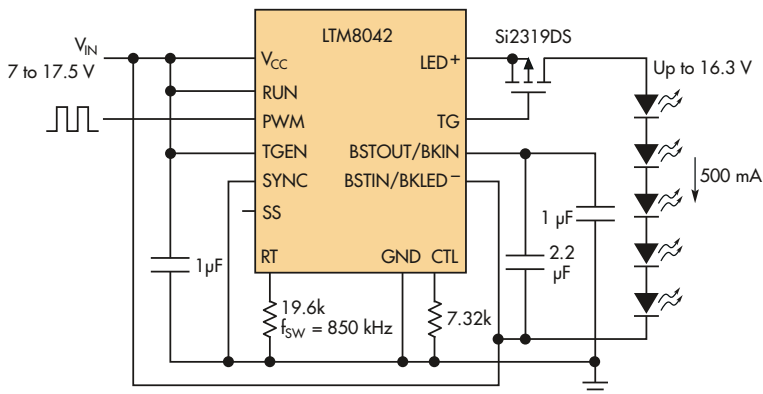 LTM8042
Si2319DS
V_IN
7 to 17.5 V
V_CC
LED+
Up to 16.3 V
RUN
PWM
TG
TGEN
BSTOUT/BKIN
SYNC
BSTIN/BKLED–
500 mA
SS
1 µF
RT
GND
CTL
1µF
2.2
µF
19.6k
f_SW = 850 kHz
7.32k